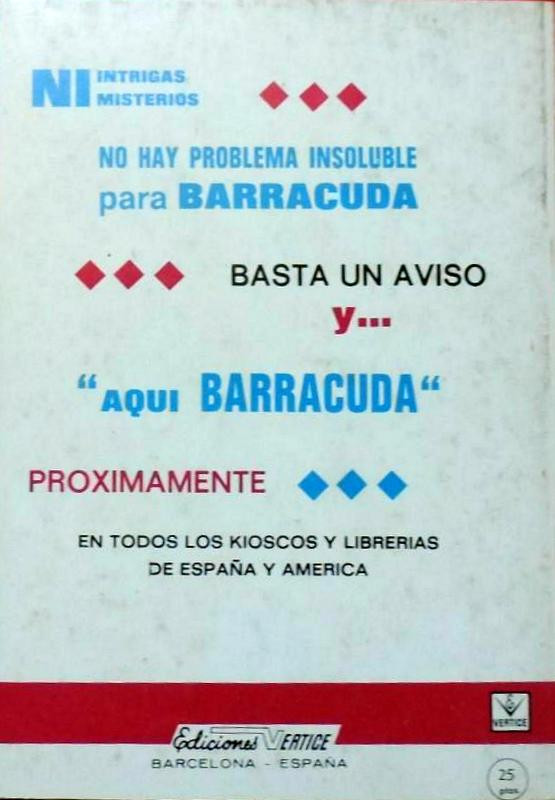 NI INTRIGAS
MISTERIOS
NO HAY PROBLEMA INSOLUBLE
para BARRACUDA
BASTA UN AVISO
y...
“AQUI BARRACUDA“
PROXIMAMENTE
EN TODOS LOS KIOSCOS Y LIBRERIAS
DE ESPAÑA Y AMERICA
VERTICE
Ediciones VERTICE
BARCELONA - ESPAÑA
25
ptas.